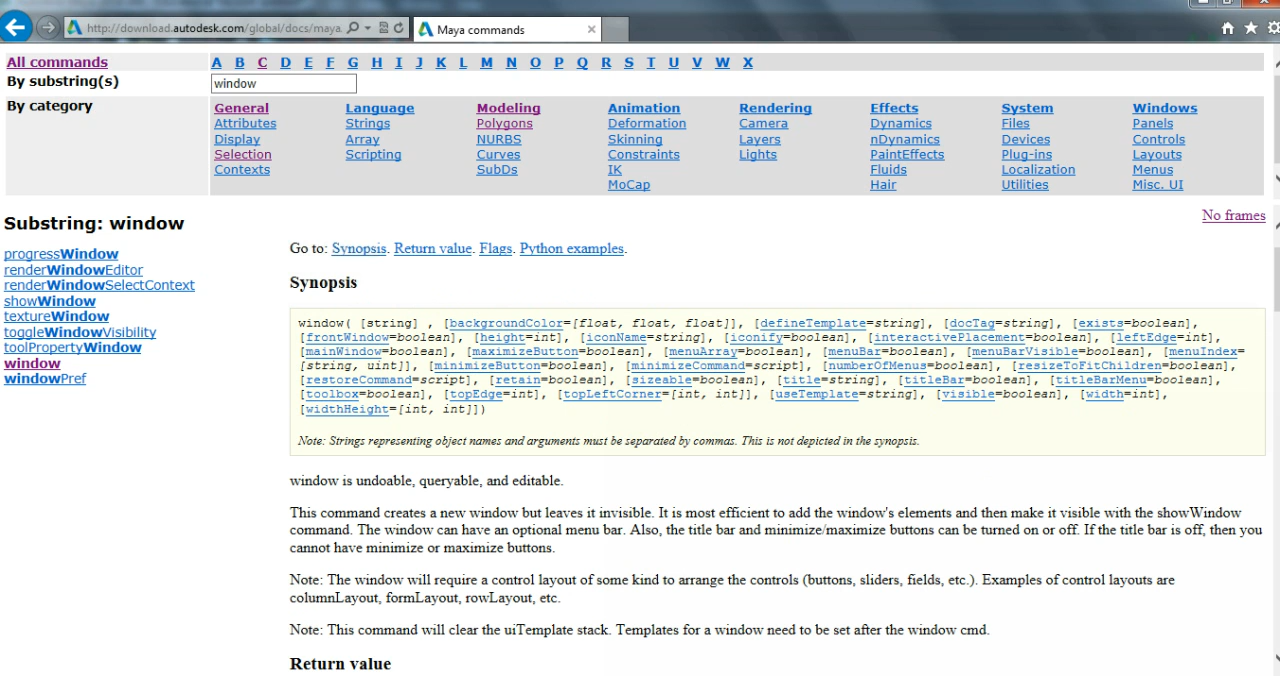 http://download.autodesk.com/global/docs/maya.
Maya commands
All commands
A B C D E F G H I J K L M N O P Q R S T U V W X
By substring(s)
window
By category
General Language Modeling Animation Rendering Effects System Windows
Attributes Strings Polygons Deformation Camera Dynamics Files Panels
Display Array NURBS Skinning Layers nDynamics Devices Controls
Selection Scripting Curves Constraints Lights PaintEffects Plug-ins Layouts
Contexts SubDs IK Fluids Localization Menus
MoCap Hair Utilities Misc. UI
No frames
Substring: window
progressWindow
renderWindowEditor
renderWindowSelectContext
showWindow
textureWindow
toggleWindowVisibility
toolPropertyWindow
window
windowPref
Go to: Synopsis. Return value. Flags. Python examples.
Synopsis
window( [string] , [backgroundColor=[float, float, float]], [defineTemplate=string], [docTag=string], [exists=boolean],
[frontWindow=boolean], [height=int], [iconName=string], [iconify=boolean], [interactivePlacement=boolean], [leftEdge=int],
[mainWindow=boolean], [maximizeButton=boolean], [menuArray=boolean], [menuBar=boolean], [menuBarVisible=boolean], [menuIndex=
[string, uint]], [minimizeButton=boolean], [minimizeCommand=script], [numberOfMenus=boolean], [resizeToFitChildren=boolean],
[restoreCommand=script], [retain=boolean], [sizeable=boolean], [title=string], [titleBar=boolean], [titleBarMenu=boolean],
[toolbox=boolean], [topEdge=int], [topLeftCorner=[int, int]], [useTemplate=string], [visible=boolean], [width=int],
[widthHeight=[int, int]])
Note: Strings representing object names and arguments must be separated by commas. This is not depicted in the synopsis.
window is undoable, queryable, and editable.
This command creates a new window but leaves it invisible. It is most efficient to add the window's elements and then make it visible with the showWindow
command. The window can have an optional menu bar. Also, the title bar and minimize/maximize buttons can be turned on or off. If the title bar is off, then you
cannot have minimize or maximize buttons.
Note: The window will require a control layout of some kind to arrange the controls (buttons, sliders, fields, etc.). Examples of control layouts are
columnLayout, formLayout, rowLayout, etc.
Note: This command will clear the uiTemplate stack. Templates for a window need to be set after the window cmd.
Return value